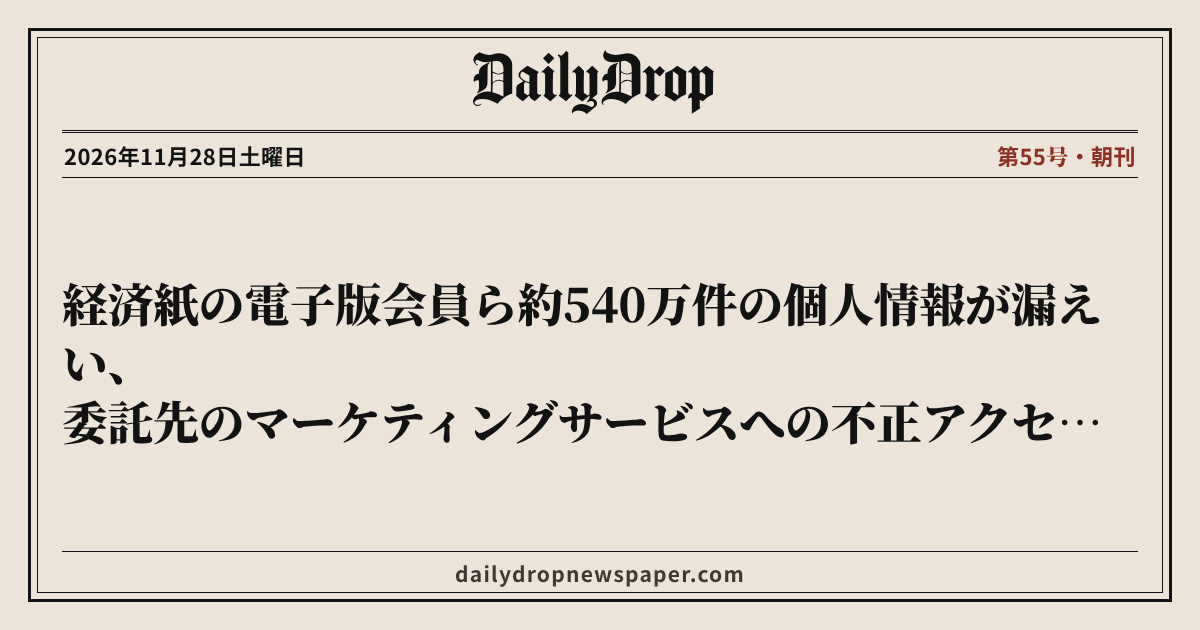 DailyDrop
2026年11月28日土曜日
第55号・朝刊
経済紙の電子版会員ら約540万件の個人情報が漏え
い、
委託先のマーケティングサービスへの不正アクセ…
dailydropnewspaper.com